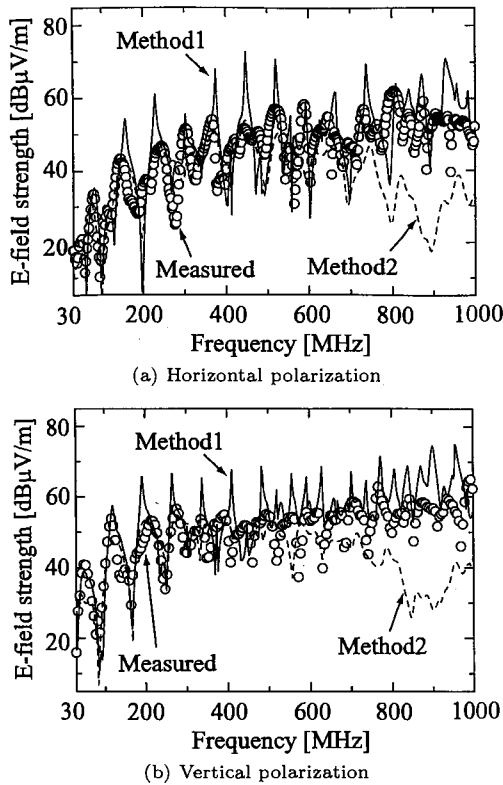 80
60
40
20
E-field strength [dBμV/m]
Method1
Measured
Method2
30 200 400 600 800 1000
Frequency [MHz]
(a) Horizontal polarization
80
60
40
20
E-field strength [dBμV/m]
Method1
Measured
Method2
30 200 400 600 800 1000
Frequency [MHz]
(b) Vertical polarization